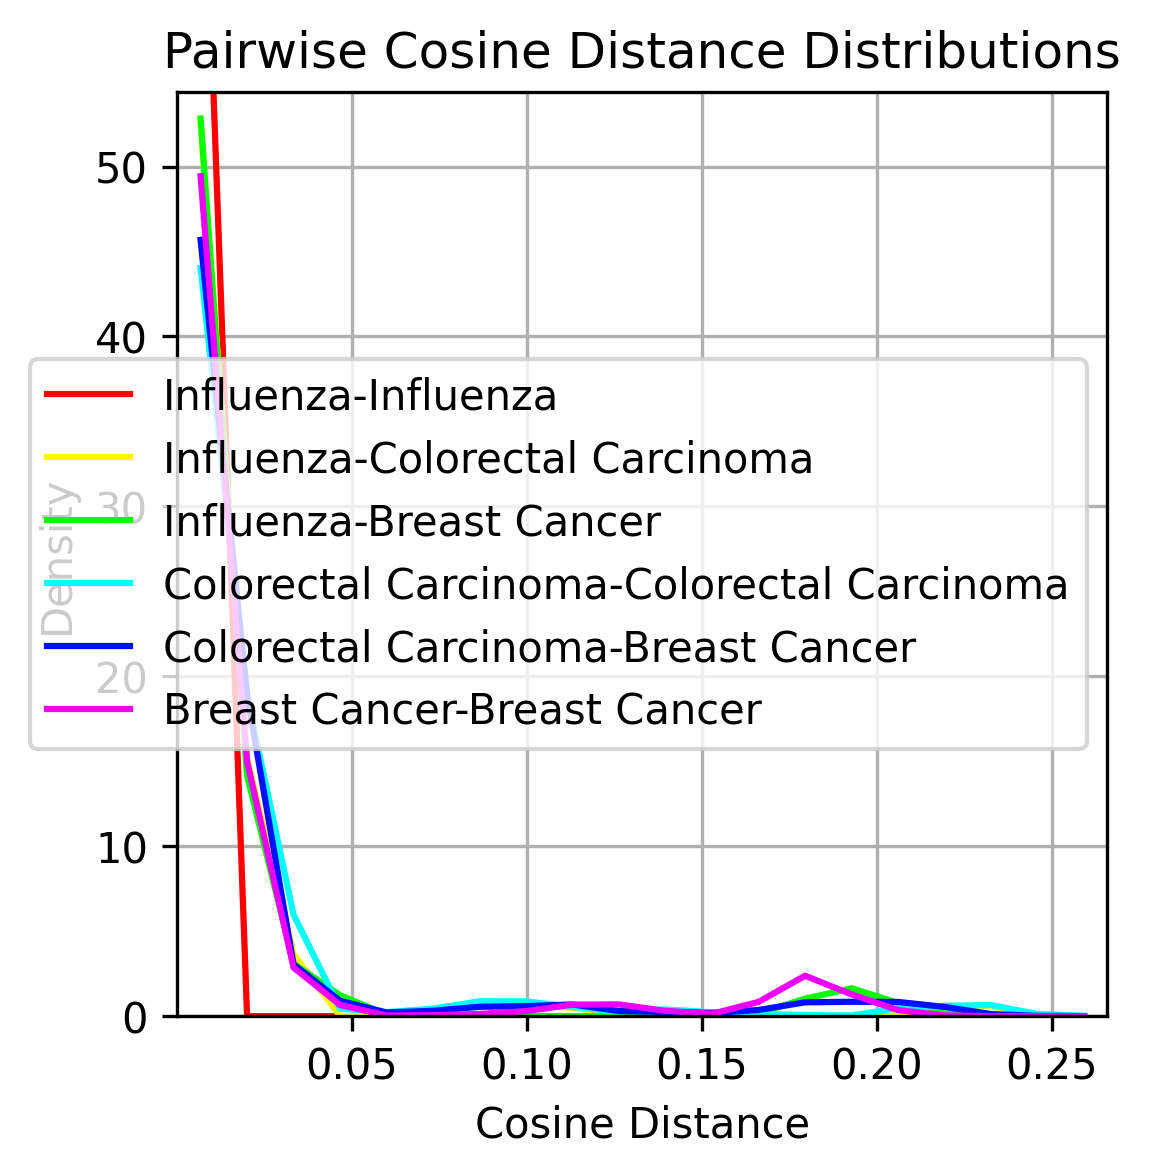 Pairwise Cosine Distance Distributions
50
40
30
20
10
0
Density
Influenza-Influenza
Influenza-Colorectal Carcinoma
Influenza-Breast Cancer
Colorectal Carcinoma-Colorectal Carcinoma
Colorectal Carcinoma-Breast Cancer
Breast Cancer-Breast Cancer
0.05 0.10 0.15 0.20 0.25
Cosine Distance